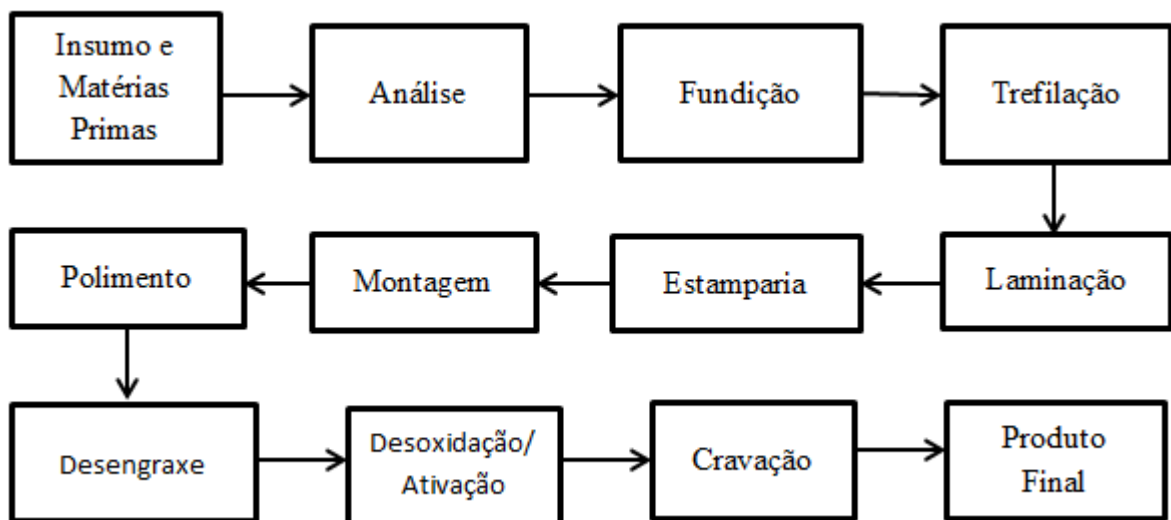 Insumo e
Matérias
Primas
Análise
Fundição
Trefilação
Polimento
Montagem
Estamparia
Laminação
Desengraxe
Desoxidação/
Ativação
Cravação
Produto
Final